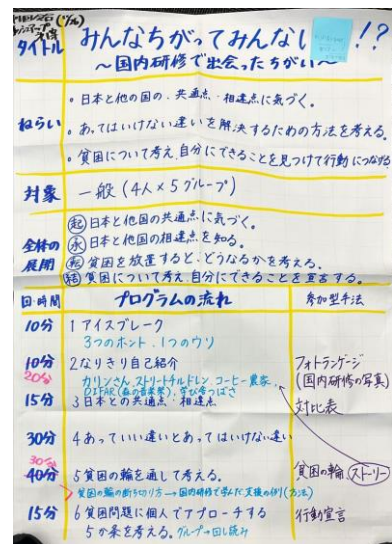 タイトル
みんなちがってみんない !?
～国内研修で出会ったちがい～
ねらい
・日本と他の国の、共通点・相違点に気づく。
・あってはいけない違いを解決するための方法を考える。
・貧困について考え、自分にできることを見つけて行動につなげる
対象
一般（4人×5グループ）
全体の展開
起 日本と他国の共通点に気づく。
承 日本と他国の相違点を知る。
転 貧困を放置すると、どうなるかを考える。
結 貧困について考え、自分にできることを宣言する。
回・時間 プログラムの流れ 参加型手法
10分 1 アイスブレーク
3つのホント、1つのウソ
10分 2 なりきり自己紹介 フォトランゲージ
20分 カリンさん、ストリートチルドレン、コーヒー農家、 (国内研修の写真)
DIFAR
15分 3 日本との共通点・相違点 対比表
30分 4 あっていい違いとあってはいけない違い
30分
40分 5 貧困の輪を通して考える。 貧困の輪 ストーリー
貧困の輪の断ち切り方→国内研修で学んだ支援の例(方法)
15分 6 貧困問題に個人でアプローチする 行動宣言
5か条を考える。グループ→回し読み